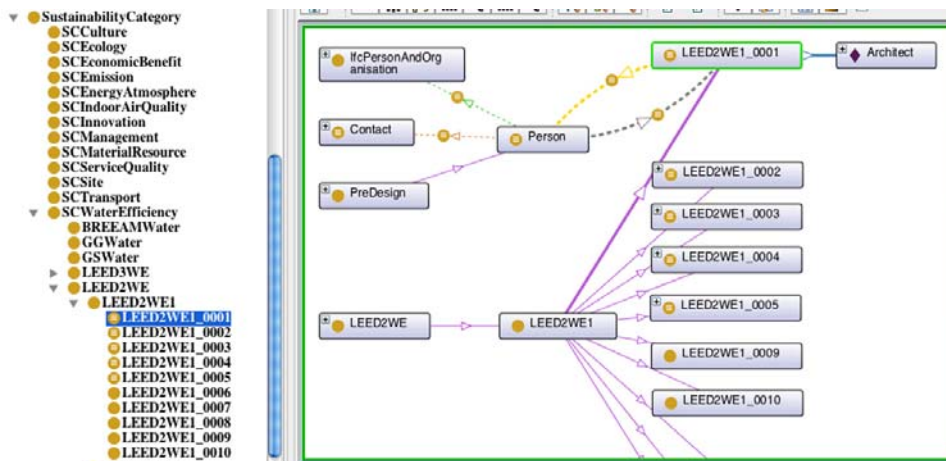 SustainabilityCategory
SCCulture
SCEcology
SCEconomicBenefit
SCEmission
SCEnergyAtmosphere
SCIndoorAirQuality
SCInnovation
SCManagement
SCMaterialResource
SCServiceQuality
SCSite
SCTransport
SCWaterEfficiency
BREEAMWater
GGWater
GSWater
LEED3WE
LEED2WE
LEED2WE1
LEED2WE1_0001
LEED2WE1_0002
LEED2WE1_0003
LEED2WE1_0004
LEED2WE1_0005
LEED2WE1_0006
LEED2WE1_0007
LEED2WE1_0008
LEED2WE1_0009
LEED2WE1_0010
IfcPersonAndOrg
anisation
Contact
Person
PreDesign
LEED2WE
LEED2WE1
LEED2WE1_0001
Architect
LEED2WE1_0002
LEED2WE1_0003
LEED2WE1_0004
LEED2WE1_0005
LEED2WE1_0009
LEED2WE1_0010